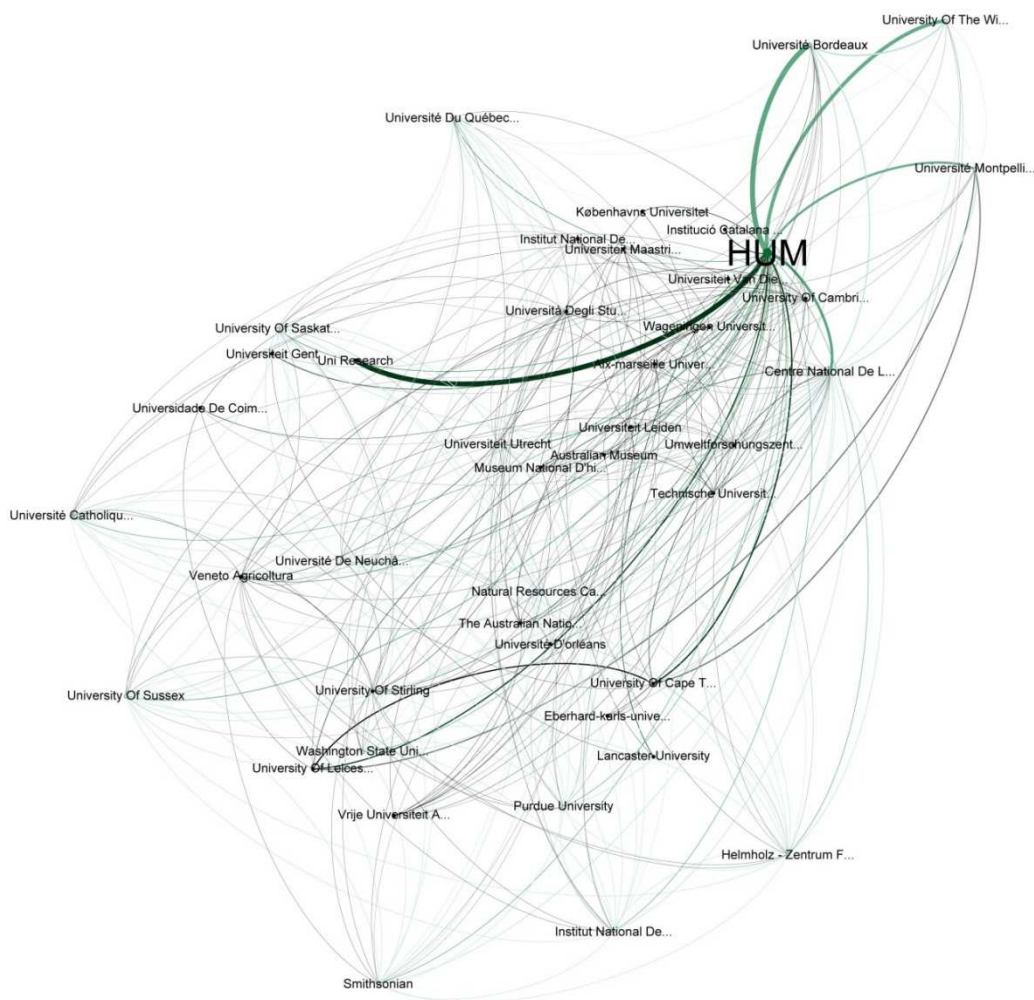 University Of The Wi...
Université Bordeaux
Université Du Québec...
Université Montpelli...
Københavns Universitet
Institució Catalana ...
Institut National De...
Universiteit Maastri...
HUM
Universiteit Van Die...
University Of Cambri...
Università Degli Stu...
University Of Saskat...
Wageningen Universit...
Universiteit Gent
Uni Research
Aix-marseille Univer...
Centre National De L...
Universidade De Coim...
Universiteit Leiden
Universiteit Utrecht
Umweltforschungszent...
Australian Museum
Museum National D'hi...
Technische Universit...
Université Catholiqu...
Université De Neuchâ...
Veneto Agricoltura
Natural Resources Ca...
The Australian Natio...
Université D'orléans
University Of Stirling
University Of Cape T...
University Of Sussex
Eberhard-karls-unive...
Washington State Uni...
Lancaster University
University Of Leices...
Purdue University
Vrije Universiteit A...
Helmholz - Zentrum F...
Institut National De...
Smithsonian